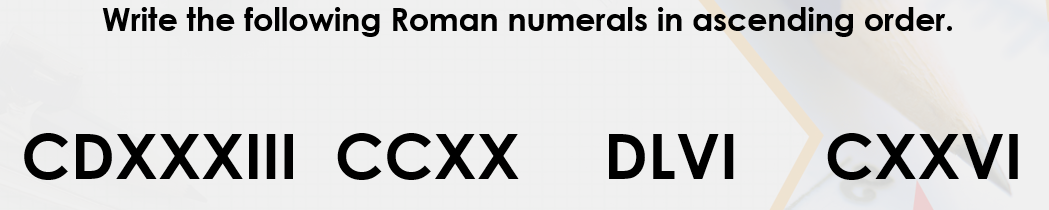 Write the following Roman numerals in ascending order.
CDXXXIII CCXX DLVI CXXVI